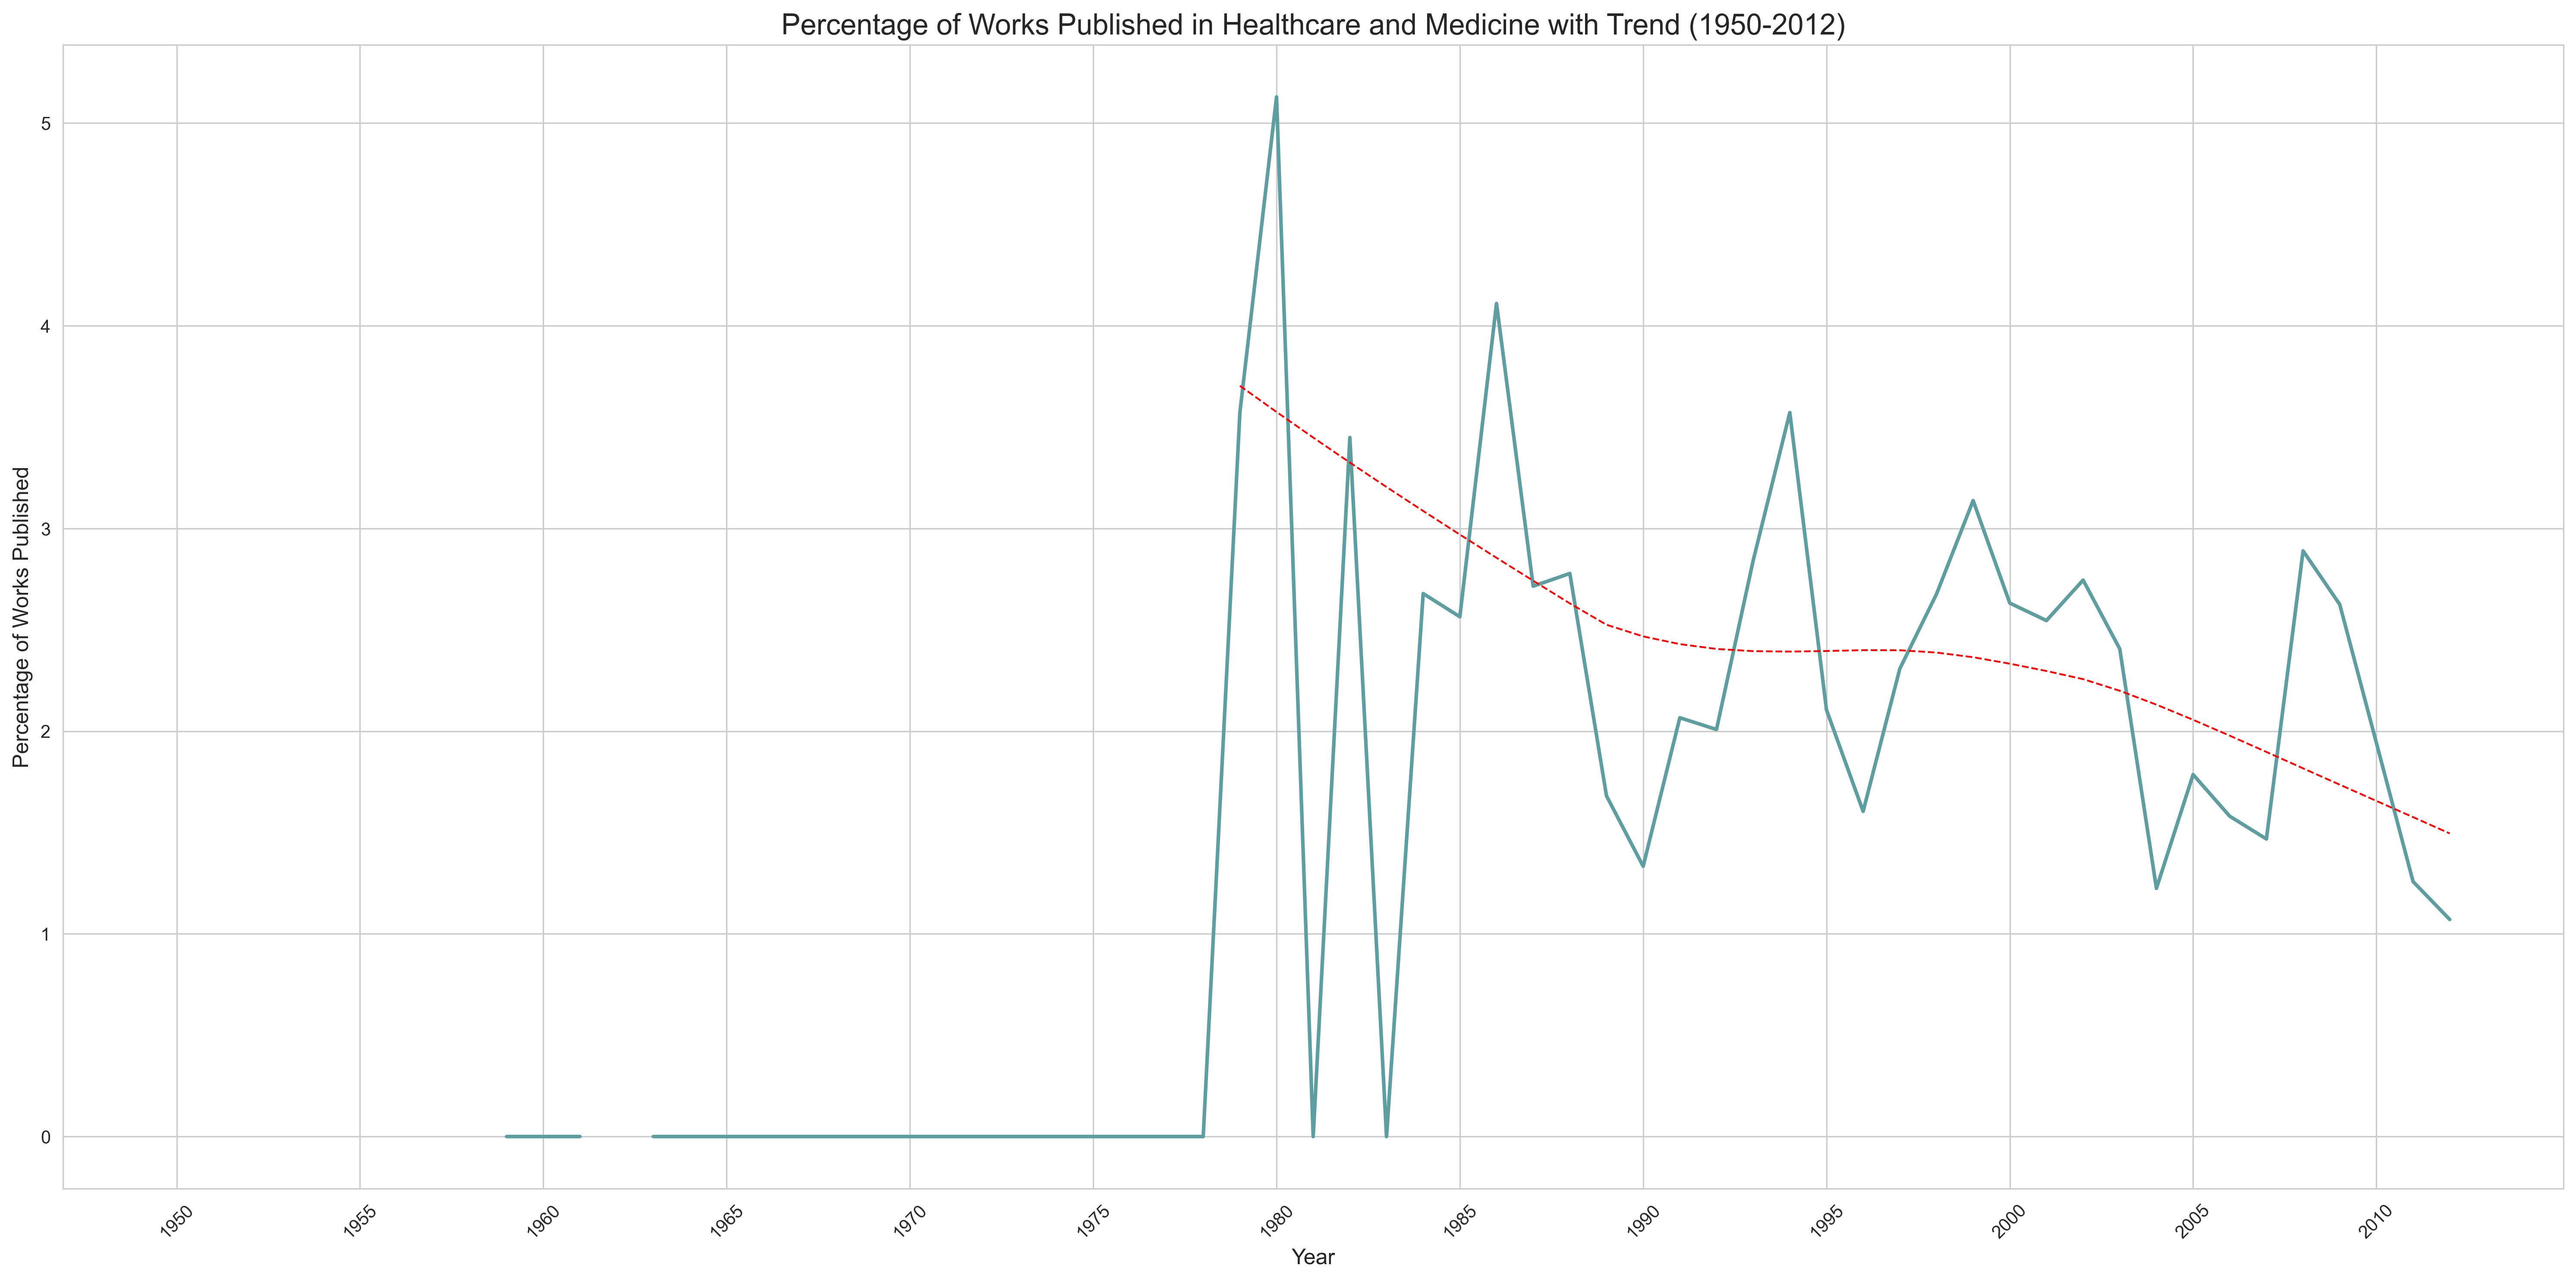 Percentage of Works Published in Healthcare and Medicine with Trend (1950-2012)
Percentage of Works Published
5
4
3
2
1
0
1950 1955 1960 1965 1970 1975 1980 1985 1990 1995 2000 2005 2010
Year